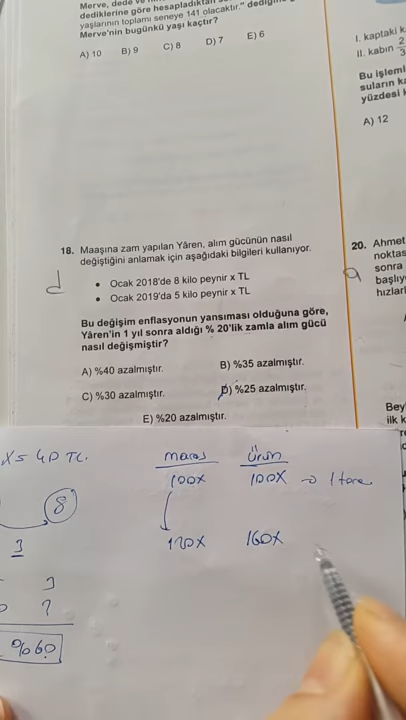 Merve, dede
dediklerine göre hesapladıkları
yaşlarının toplamı seneye 141 olacaktır."
Merve'nin bugünkü yaşı kaçtır?
A) 10 B) 9 C) 8 D) 7 E) 6
I. kaptaki
II. kabın 2/3
Bu işlemi
suların
yüzdesi
A) 12
18. Maaşına zam yapılan Yâren, alım gücünün nasıl
değiştiğini anlamak için aşağıdaki bilgileri kullanıyor.
d
• Ocak 2018'de 8 kilo peynir x TL
• Ocak 2019'da 5 kilo peynir x TL
Bu değişim enflasyonun yansıması olduğuna göre,
Yâren'in 1 yıl sonra aldığı % 20'lik zamla alım gücü
nasıl değişmiştir?
A) %40 azalmıştır. B) %35 azalmıştır.
C) %30 azalmıştır. D) %25 azalmıştır.
E) %20 azalmıştır.
20. Ahmet
noktas
sonra
a
başlıy
hızları
Bey
ilk k
X = 40 TL.
8
3
3
?
%60
maaş ürün
100X 100X → 1 tane
120X 160X